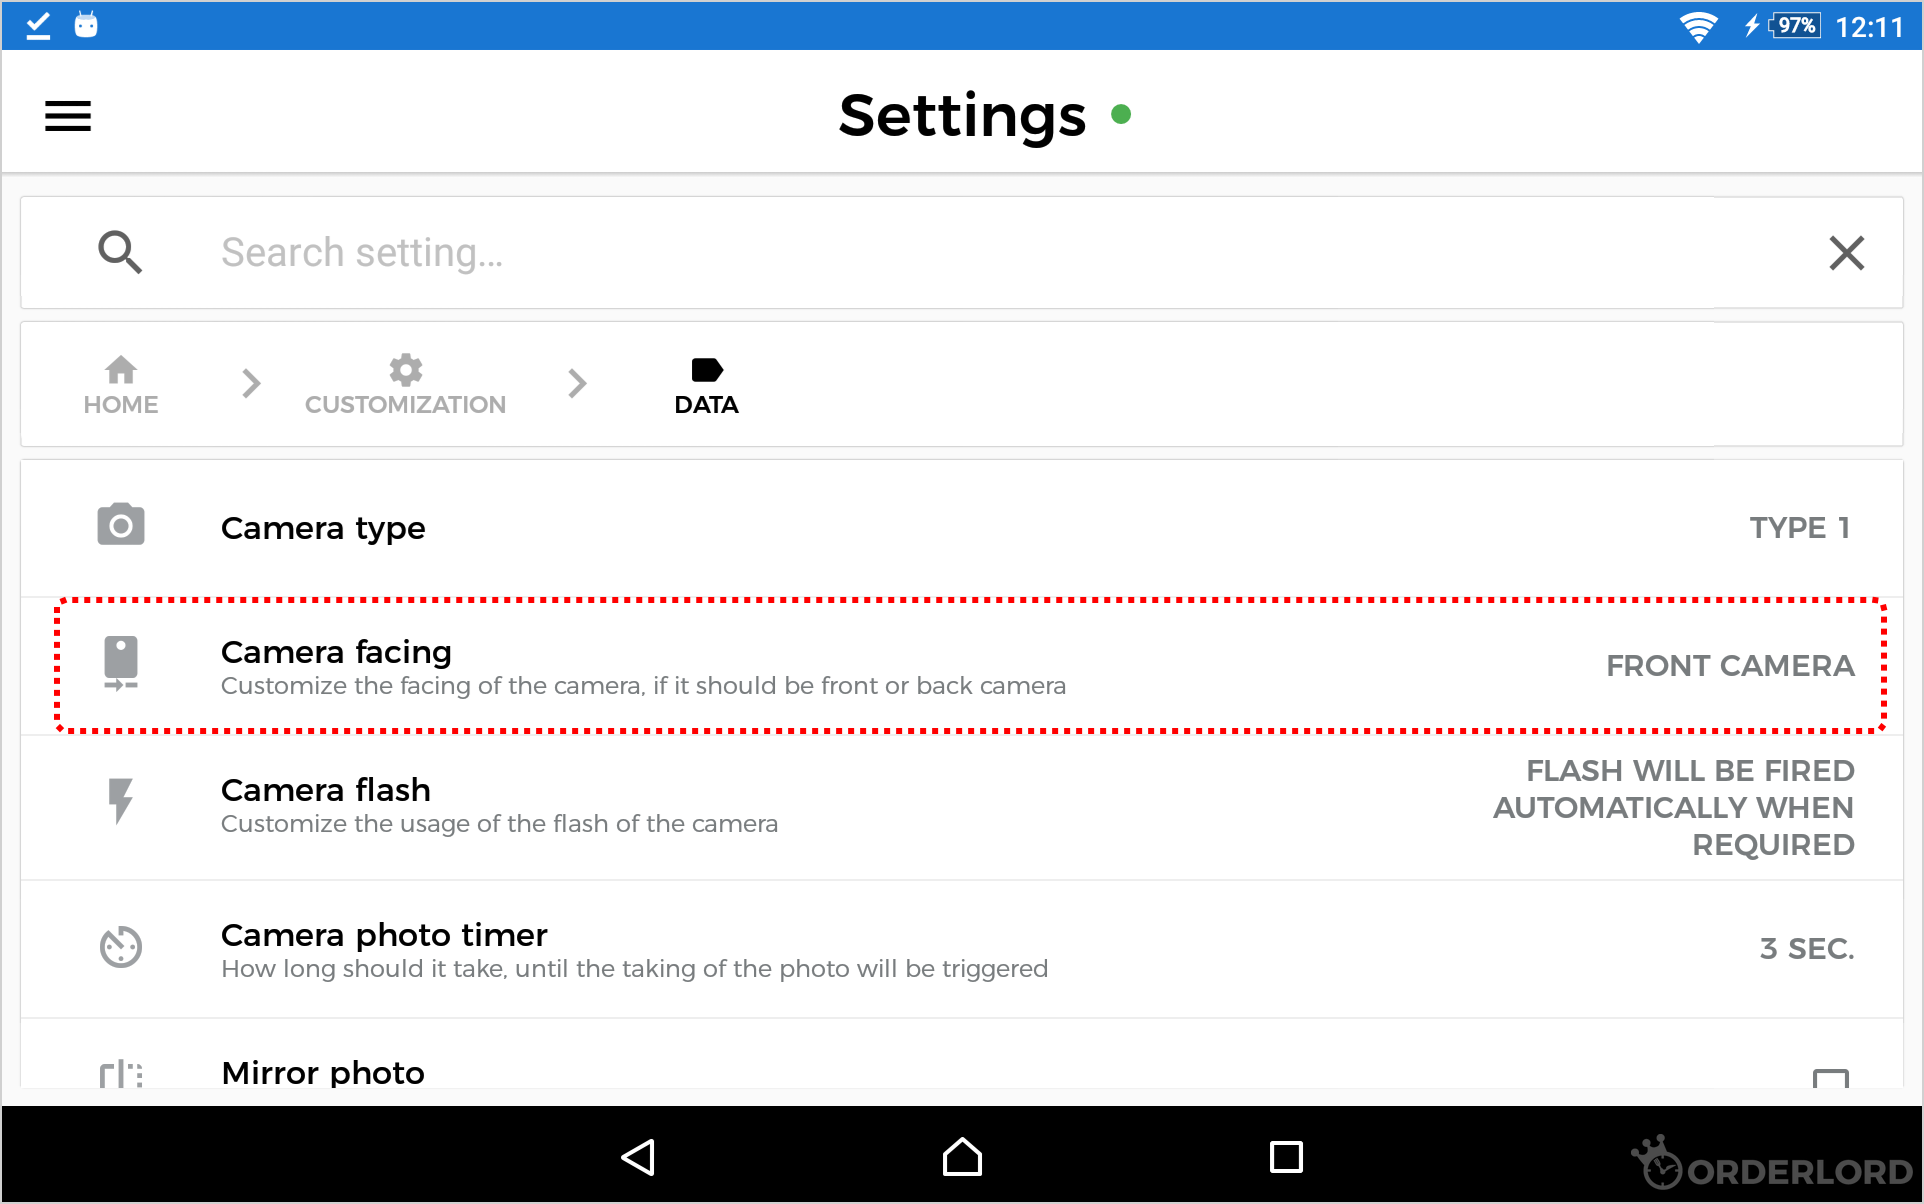 97% 12:11
Settings
Search setting...
HOME CUSTOMIZATION DATA
Camera type
TYPE 1
Camera facing
Customize the facing of the camera, if it should be front or back camera
FRONT CAMERA
Camera flash
Customize the usage of the flash of the camera
FLASH WILL BE FIRED
AUTOMATICALLY WHEN
REQUIRED
Camera photo timer
How long should it take, until the taking of the photo will be triggered
3 SEC.
Mirror photo
ORDERLORD